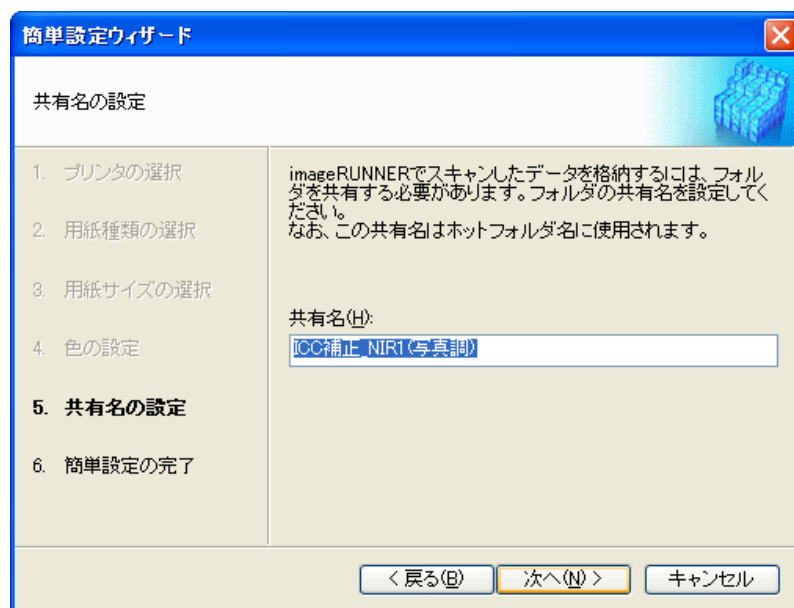 簡単設定ウィザード
共有名の設定
1. プリンタの選択
2. 用紙種類の選択
3. 用紙サイズの選択
4. 色の設定
5. 共有名の設定
6. 簡単設定の完了
imageRUNNERでスキャンしたデータを格納するには、フォル
ダを共有する必要があります。フォルダの共有名を設定してく
ださい。
なお、この共有名はホットフォルダ名に使用されます。
共有名(H):
ICC補正_NIR1(写真調)
< 戻る(B)
次へ(N) >
キャンセル